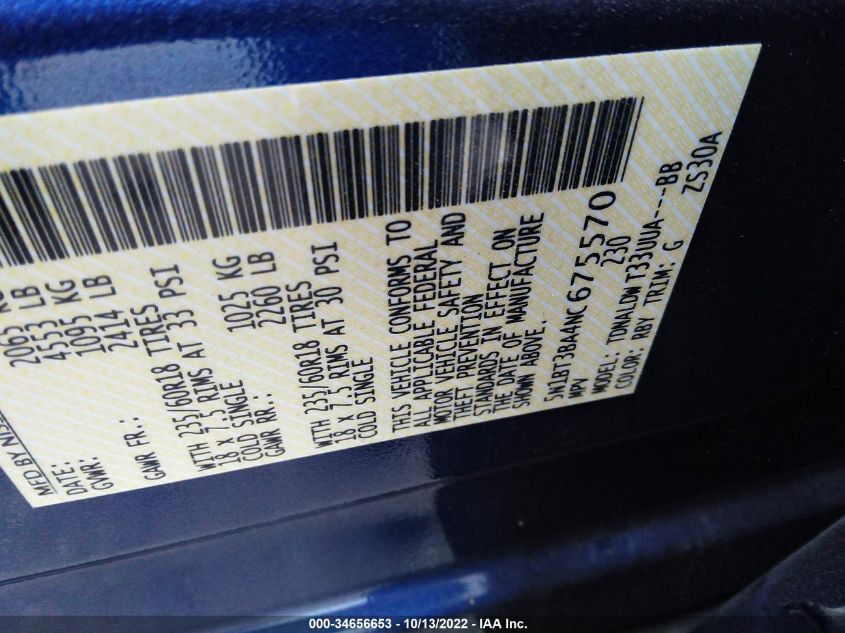 MFD BY
DATE:
GVWR: 2065
4553 LB
GAWR FR.: 1095 KG
2414 LB
WITH 235/60R18 TIRES
18 X 7.5 RIMS AT 33 PSI
COLD SINGLE
GAWR RR.: 1025 KG
2260 LB
WITH 235/60R18 TIRES
18 X 7.5 RIMS AT 30 PSI
COLD SINGLE
THIS VEHICLE CONFORMS TO
ALL APPLICABLE FEDERAL
MOTOR VEHICLE SAFETY AND
THEFT PREVENTION
STANDARDS IN EFFECT ON
THE DATE OF MANUFACTURE
SHOWN ABOVE.
5N1BT3BA4NC675570
MPV 230
MODEL: TDNALDW T33UUA---BB
COLOR: RBY TRIM: G ZS30A
000-34656653 - 10/13/2022 - IAA Inc.